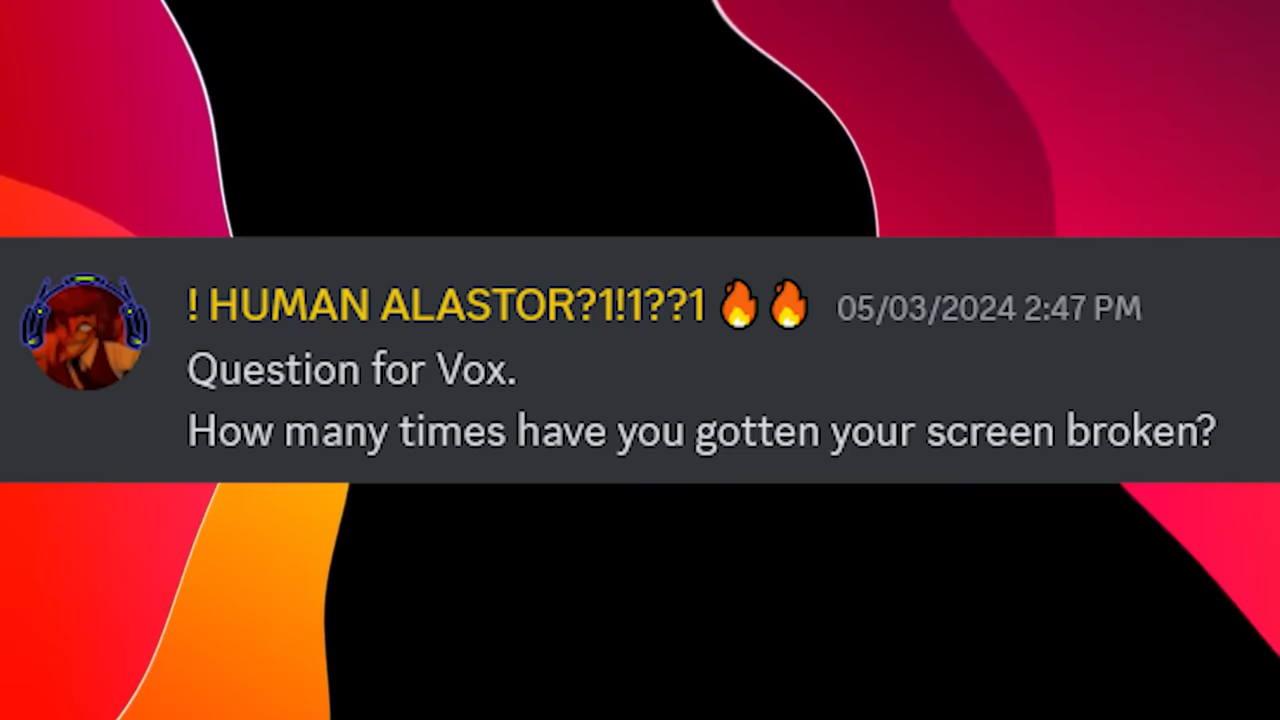 ! HUMAN ALASTOR?1!1??1 🔥🔥 05/03/2024 2:47 PM
Question for Vox.
How many times have you gotten your screen broken?